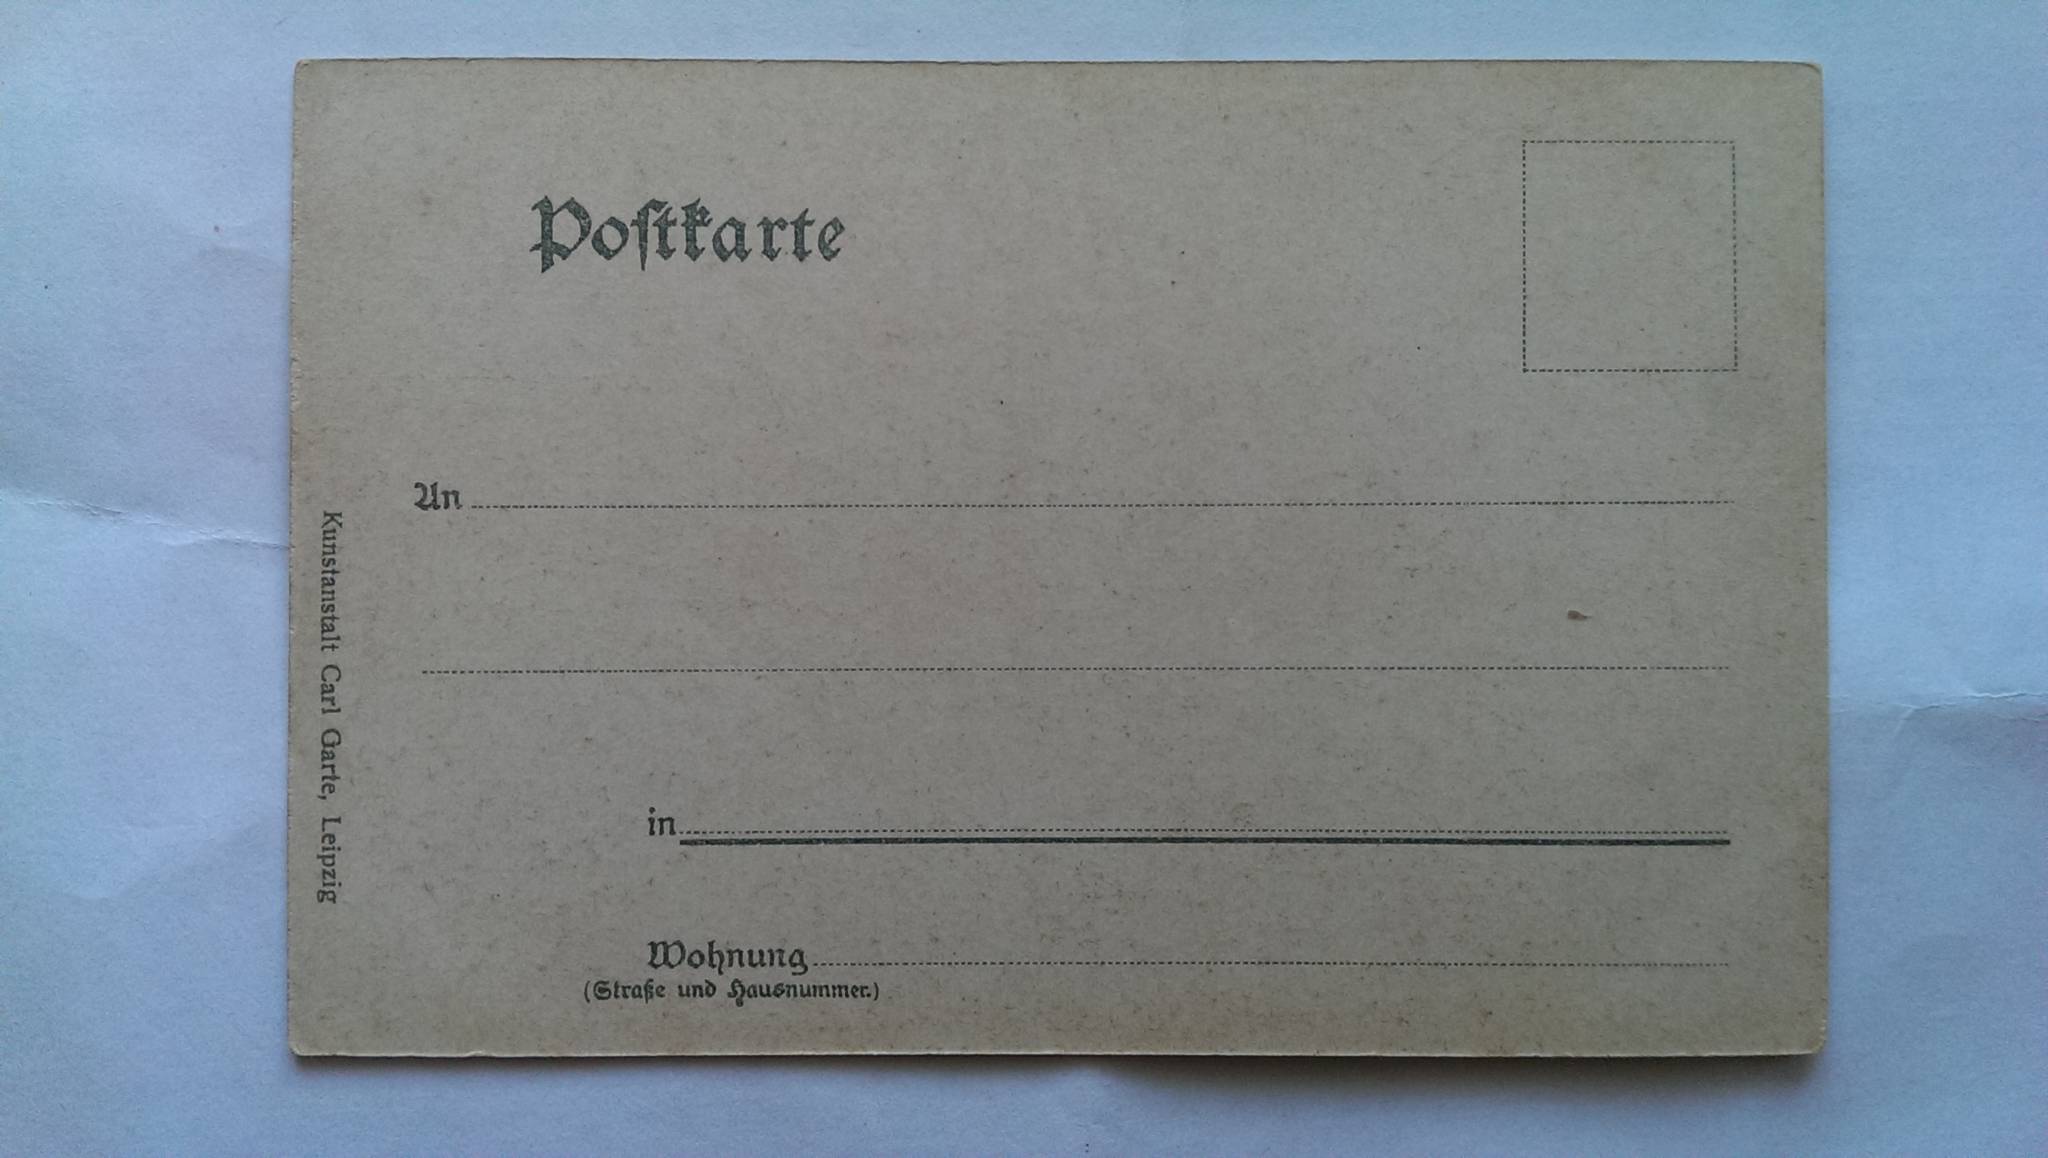 Poſtkarte
An
in
Wohnung
(Straße und Hausnummer.)
Kunstanstalt Carl Garte, Leipzig